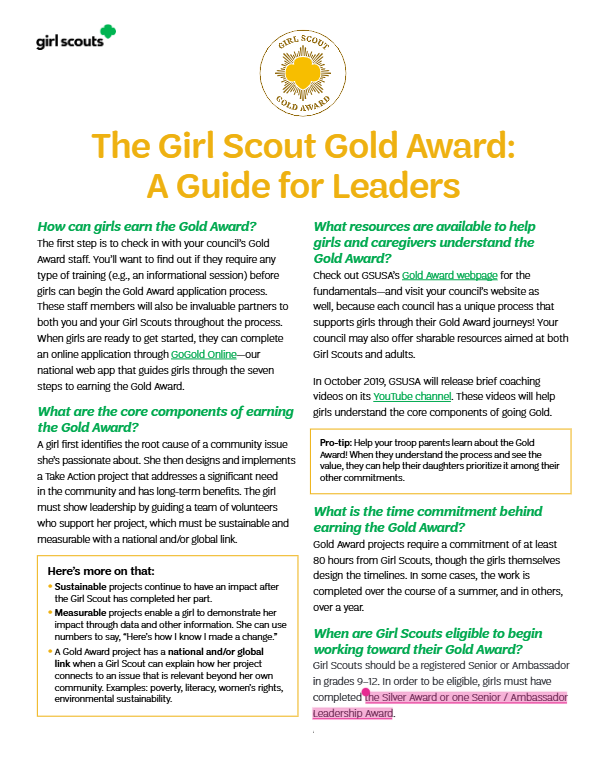 girl scouts
GIRL SCOUT
GOLD AWARD
The Girl Scout Gold Award:
A Guide for Leaders
How can girls earn the Gold Award?
The first step is to check in with your council's Gold
Award staff. You'll want to find out if they require any
type of training (e.g., an informational session) before
girls can begin the Gold Award application process.
These staff members will also be invaluable partners to
both you and your Girl Scouts throughout the process.
When girls are ready to get started, they can complete
an online application through GoGold Online—our
national web app that guides girls through the seven
steps to earning the Gold Award.
What are the core components of earning
the Gold Award?
A girl first identifies the root cause of a community issue
she's passionate about. She then designs and implements
a Take Action project that addresses a significant need
in the community and has long-term benefits. The girl
must show leadership by guiding a team of volunteers
who support her project, which must be sustainable and
measurable with a national and/or global link.
Here's more on that:
• Sustainable projects continue to have an impact after
the Girl Scout has completed her part.
• Measurable projects enable a girl to demonstrate her
impact through data and other information. She can use
numbers to say, "Here's how I know I made a change."
• A Gold Award project has a national and/or global
link when a Girl Scout can explain how her project
connects to an issue that is relevant beyond her own
community. Examples: poverty, literacy, women's rights,
environmental sustainability.
What resources are available to help
girls and caregivers understand the
Gold Award?
Check out GSUSA's Gold Award webpage for the
fundamentals—and visit your council's website as
well, because each council has a unique process that
supports girls through their Gold Award journeys! Your
council may also offer sharable resources aimed at both
Girl Scouts and adults.
In October 2019, GSUSA will release brief coaching
videos on its YouTube channel. These videos will help
girls understand the core components of going Gold.
Pro-tip: Help your troop parents learn about the Gold
Award! When they understand the process and see the
value, they can help their daughters prioritize it among their
other commitments.
What is the time commitment behind
earning the Gold Award?
Gold Award projects require a commitment of at least
80 hours from Girl Scouts, though the girls themselves
design the timelines. In some cases, the work is
completed over the course of a summer, and in others,
over a year.
When are Girl Scouts eligible to begin
working toward their Gold Award?
Girl Scouts should be a registered Senior or Ambassador
in grades 9–12. In order to be eligible, girls must have
completed the Silver Award or one Senior / Ambassador
Leadership Award.